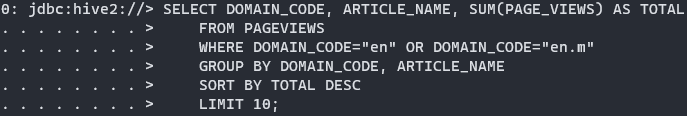 0: jdbc:hive2://> SELECT DOMAIN_CODE, ARTICLE_NAME, SUM(PAGE_VIEWS) AS TOTAL
. . . . . . . . > FROM PAGEVIEWS
. . . . . . . . > WHERE DOMAIN_CODE="en" OR DOMAIN_CODE="en.m"
. . . . . . . . > GROUP BY DOMAIN_CODE, ARTICLE_NAME
. . . . . . . . > SORT BY TOTAL DESC
. . . . . . . . > LIMIT 10;